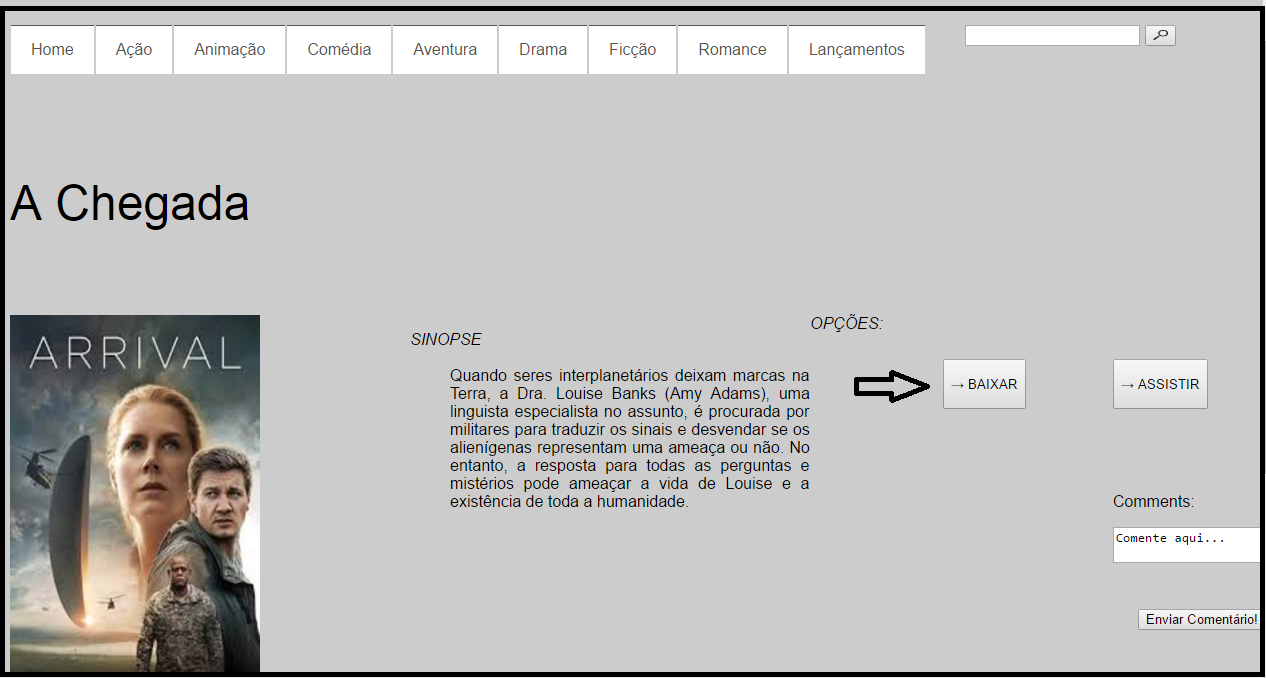 Home Ação Animação Comédia Aventura Drama Ficção Romance Lançamentos
A Chegada
ARRIVAL
SINOPSE
Quando seres interplanetários deixam marcas na
Terra, a Dra. Louise Banks (Amy Adams), uma
linguista especialista no assunto, é procurada por
militares para traduzir os sinais e desvendar se os
alienígenas representam uma ameaça ou não. No
entanto, a resposta para todas as perguntas e
mistérios pode ameaçar a vida de Louise e a
existência de toda a humanidade.
OPÇÕES:
→ BAIXAR
→ ASSISTIR
Comments:
Comente aqui...
Enviar Comentário!